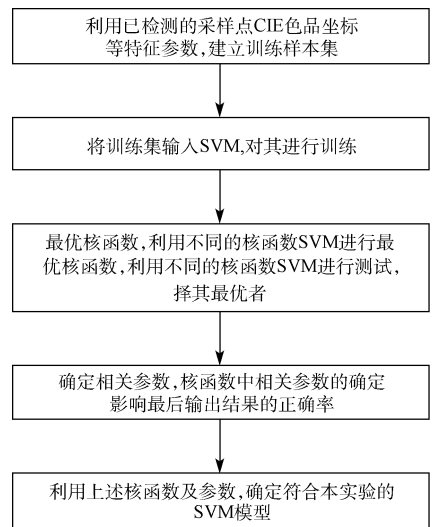 利用已检测的采样点CIE色品坐标
等特征参数,建立训练样本集
将训练集输入SVM,对其进行训练
最优核函数,利用不同的核函数SVM进行最
优核函数,利用不同的核函数SVM进行测试,
择其最优者
确定相关参数,核函数中相关参数的确定
影响最后输出结果的正确率
利用上述核函数及参数,确定符合本实验的
SVM模型